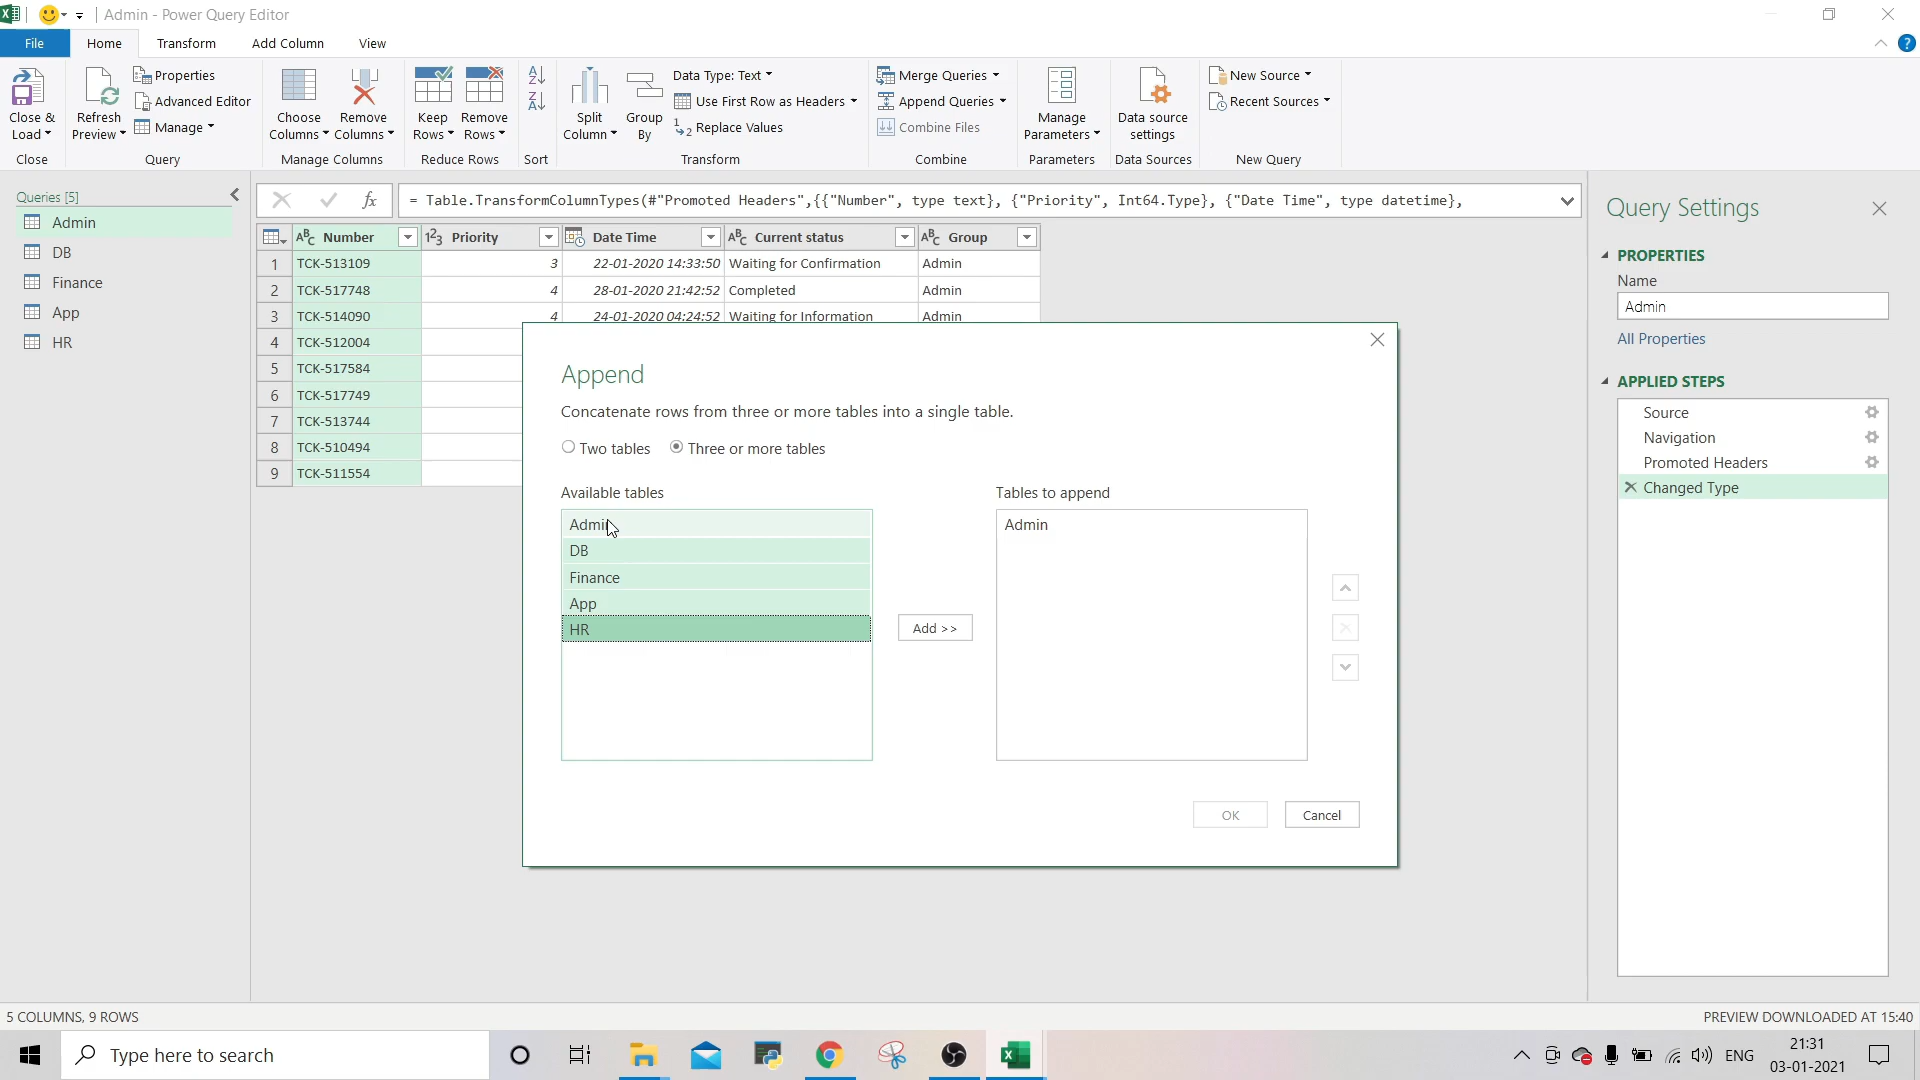 Admin - Power Query Editor
File
Home
Transform
Add Column
View
Close & Load
Refresh Preview
Properties
Advanced Editor
Manage
Choose Columns
Remove Columns
Keep Rows
Remove Rows
Split Column
Group By
Data Type: Text
Use First Row as Headers
Replace Values
Merge Queries
Append Queries
Combine Files
Manage Parameters
Data source settings
New Source
Recent Sources
Close
Query
Manage Columns
Reduce Rows
Sort
Transform
Combine
Parameters
Data Sources
New Query
Queries [5]
Admin
DB
Finance
App
HR
= Table.TransformColumnTypes(#"Promoted Headers",{{"Number", type text}, {"Priority", Int64.Type}, {"Date Time", type datetime},
Number Priority Date Time Current status Group
1 TCK-513109 3 22-01-2020 14:33:50 Waiting for Confirmation Admin
2 TCK-517748 4 28-01-2020 21:42:52 Completed Admin
3 TCK-514090 4 24-01-2020 04:24:52 Waiting for Information Admin
4 TCK-512004
5 TCK-517584
6 TCK-517749
7 TCK-513744
8 TCK-510494
9 TCK-511554
Append
Concatenate rows from three or more tables into a single table.
Two tables
Three or more tables
Available tables
Admin
DB
Finance
App
HR
Add >>
Tables to append
Admin
OK
Cancel
Query Settings
PROPERTIES
Name
Admin
All Properties
APPLIED STEPS
Source
Navigation
Promoted Headers
Changed Type
5 COLUMNS, 9 ROWS
PREVIEW DOWNLOADED AT 15:40
Type here to search
ENG
21:31
03-01-2021